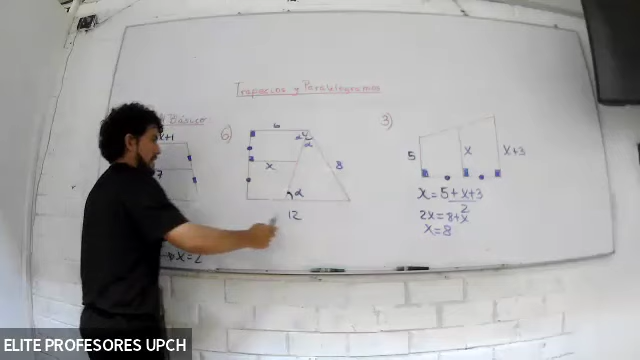 Trapecios y Paralelogramos
Básico
x+1
7
x=2
6
α
α
x
8
α
12
3)
5
x
x+3
x=5+x+3
2
2x=8+x
x=8
ELITE PROFESORES UPCH